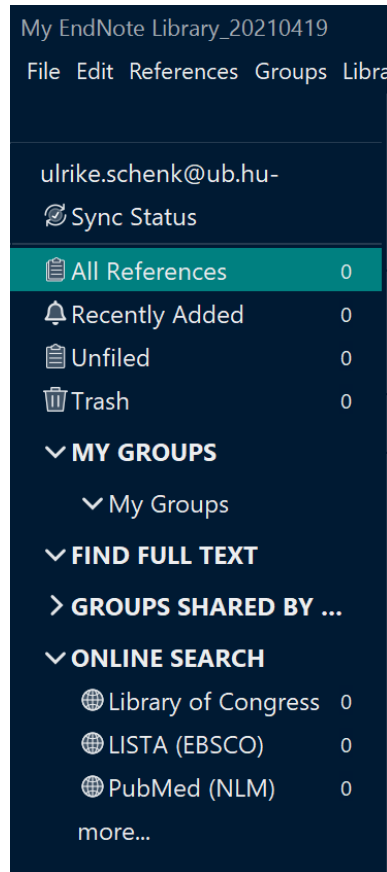 My EndNote Library_20210419
File Edit References Groups Libra
ulrike.schenk@ub.hu-
Sync Status
All References 0
Recently Added 0
Unfiled 0
Trash 0
MY GROUPS
My Groups
FIND FULL TEXT
GROUPS SHARED BY ...
ONLINE SEARCH
Library of Congress 0
LISTA (EBSCO) 0
PubMed (NLM) 0
more...